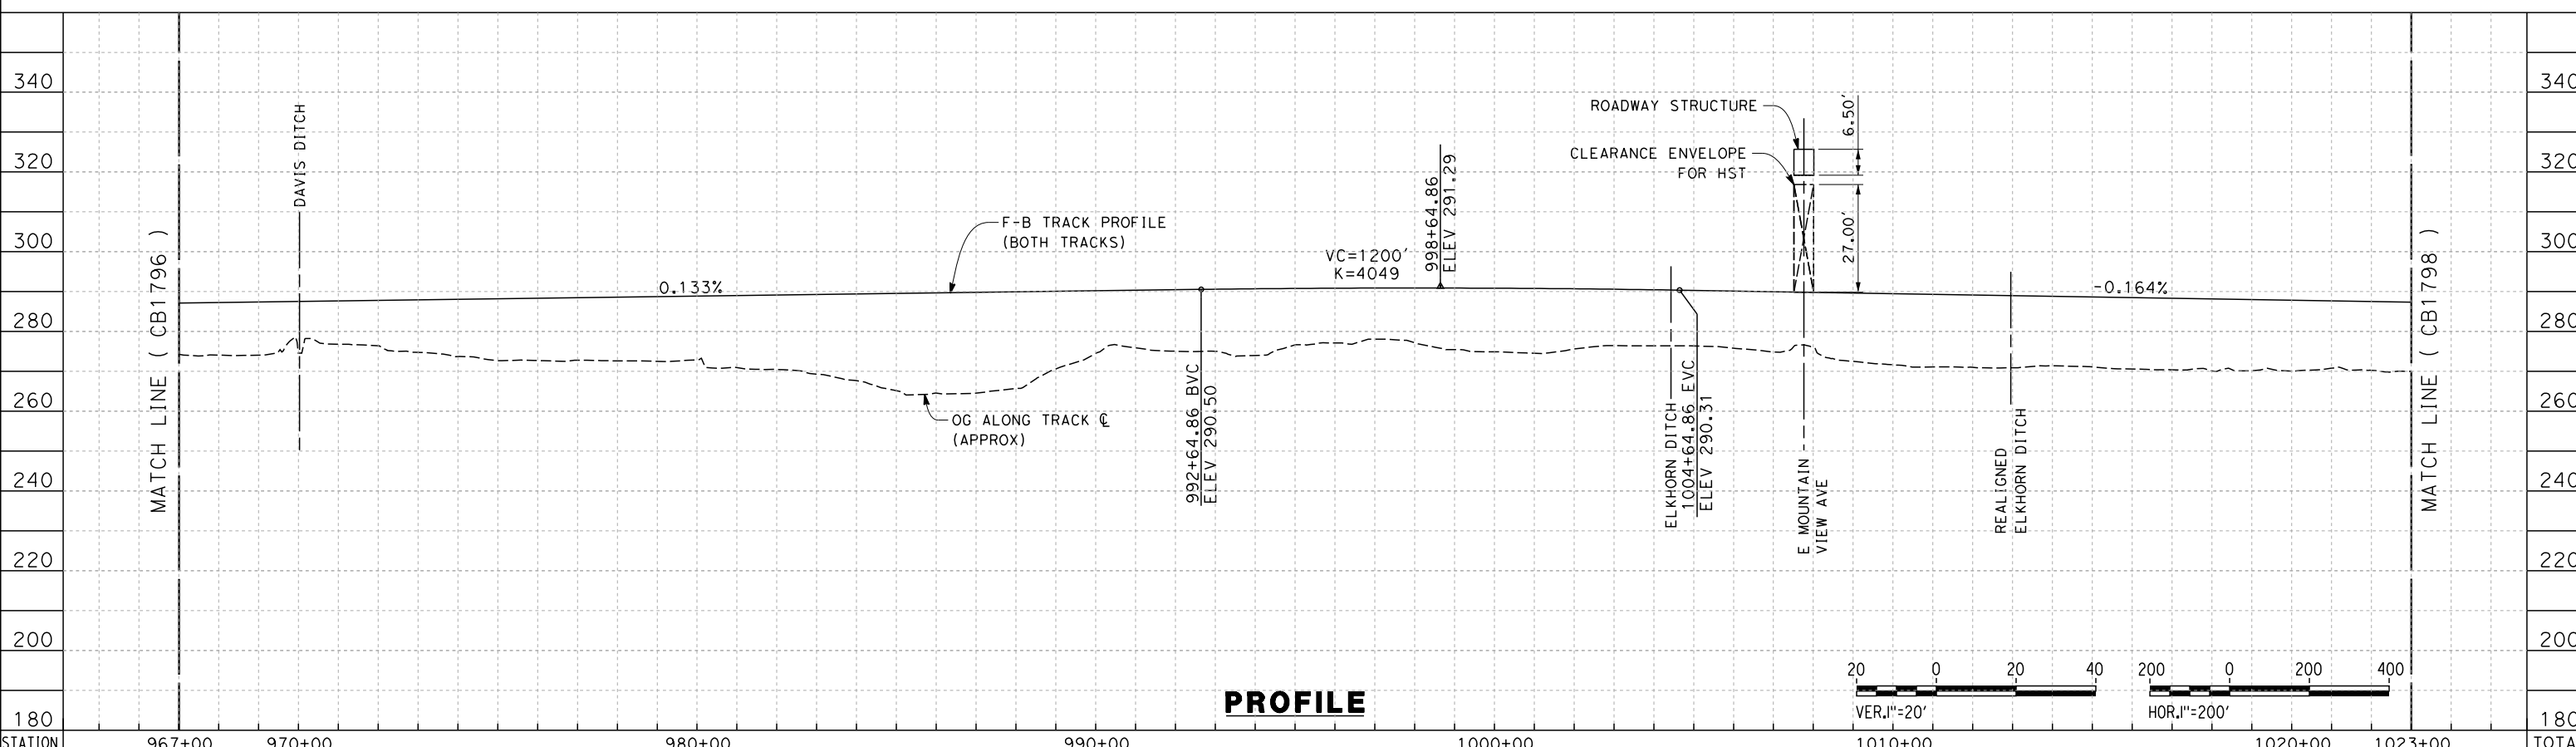 340
320
300
280
260
240
220
200
180
STATION
MATCH LINE ( CB1796 )
DAVIS DITCH
0.133%
F-B TRACK PROFILE
(BOTH TRACKS)
OG ALONG TRACK ℄
(APPROX)
992+64.86 BVC
ELEV 290.50
VC=1200'
K=4049
998+64.86
ELEV 291.29
ROADWAY STRUCTURE
CLEARANCE ENVELOPE
FOR HST
6.50'
27.00'
ELKHORN DITCH
1004+64.86 EVC
ELEV 290.31
E MOUNTAIN
VIEW AVE
REALIGNED
ELKHORN DITCH
-0.164%
MATCH LINE ( CB1798 )
340
320
300
280
260
240
220
200
180
PROFILE
20 0 20 40
VER.1"=20'
200 0 200 400
HOR.1"=200'
967+00 970+00 980+00 990+00 1000+00 1010+00 1020+00 1023+00